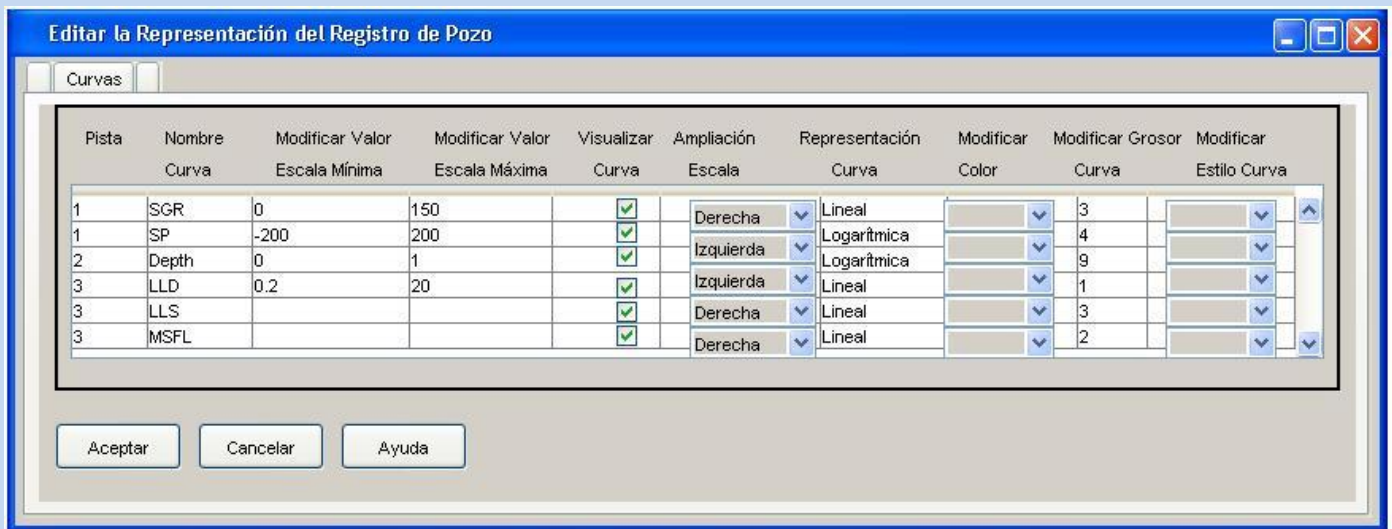 Editar la Representación del Registro de Pozo
Curvas
Pista Nombre Modificar Valor Modificar Valor Visualizar Ampliación Representación Modificar Modificar Grosor Modificar
Curva Escala Mínima Escala Máxima Curva Escala Curva Color Curva Estilo Curva
1 SGR 0 150 Derecha Lineal 3
1 SP -200 200 Izquierda Logarítmica 4
2 Depth 0 1 Izquierda Logarítmica 9
3 LLD 0.2 20 Derecha Lineal 1
3 LLS Derecha Lineal 3
3 MSFL Lineal 2
Aceptar Cancelar Ayuda